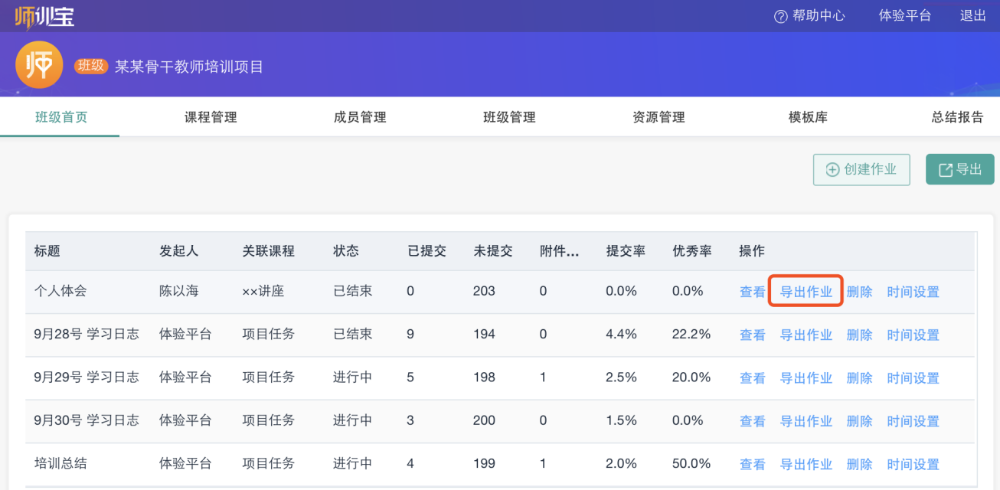 师训宝
帮助中心 体验平台 退出
师 班级 某某骨干教师培训项目
班级首页 课程管理 成员管理 班级管理 资源管理 模板库 总结报告
创建作业 导出
标题 发起人 关联课程 状态 已提交 未提交 附件... 提交率 优秀率 操作
个人体会 陈以海 ××讲座 已结束 0 203 0 0.0% 0.0% 查看 导出作业 删除 时间设置
9月28号 学习日志 体验平台 项目任务 已结束 9 194 0 4.4% 22.2% 查看 导出作业 删除 时间设置
9月29号 学习日志 体验平台 项目任务 进行中 5 198 1 2.5% 20.0% 查看 导出作业 删除 时间设置
9月30号 学习日志 体验平台 项目任务 进行中 3 200 0 1.5% 0.0% 查看 导出作业 删除 时间设置
培训总结 体验平台 项目任务 进行中 4 199 1 2.0% 50.0% 查看 导出作业 删除 时间设置